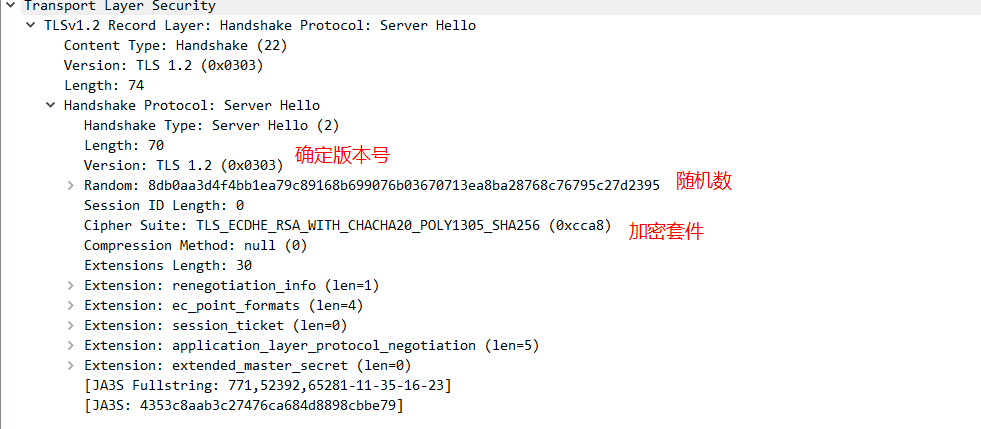 Transport Layer Security
TLSv1.2 Record Layer: Handshake Protocol: Server Hello
Content Type: Handshake (22)
Version: TLS 1.2 (0x0303)
Length: 74
Handshake Protocol: Server Hello
Handshake Type: Server Hello (2)
Length: 70
Version: TLS 1.2 (0x0303) 确定版本号
Random: 8db0aa3d4f4bb1ea79c89168b699076b03670713ea8ba28768c76795c27d2395 随机数
Session ID Length: 0
Cipher Suite: TLS_ECDHE_RSA_WITH_CHACHA20_POLY1305_SHA256 (0xcca8) 加密套件
Compression Method: null (0)
Extensions Length: 30
Extension: renegotiation_info (len=1)
Extension: ec_point_formats (len=4)
Extension: session_ticket (len=0)
Extension: application_layer_protocol_negotiation (len=5)
Extension: extended_master_secret (len=0)
[JA3S Fullstring: 771,52392,65281-11-35-16-23]
[JA3S: 4353c8aab3c27476ca684d8898cbbe79]